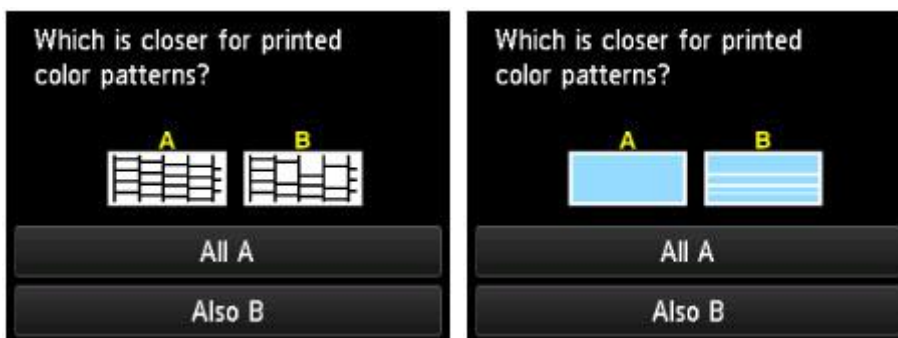 Which is closer for printed
color patterns?
A B
All A
Also B
Which is closer for printed
color patterns?
A B
All A
Also B